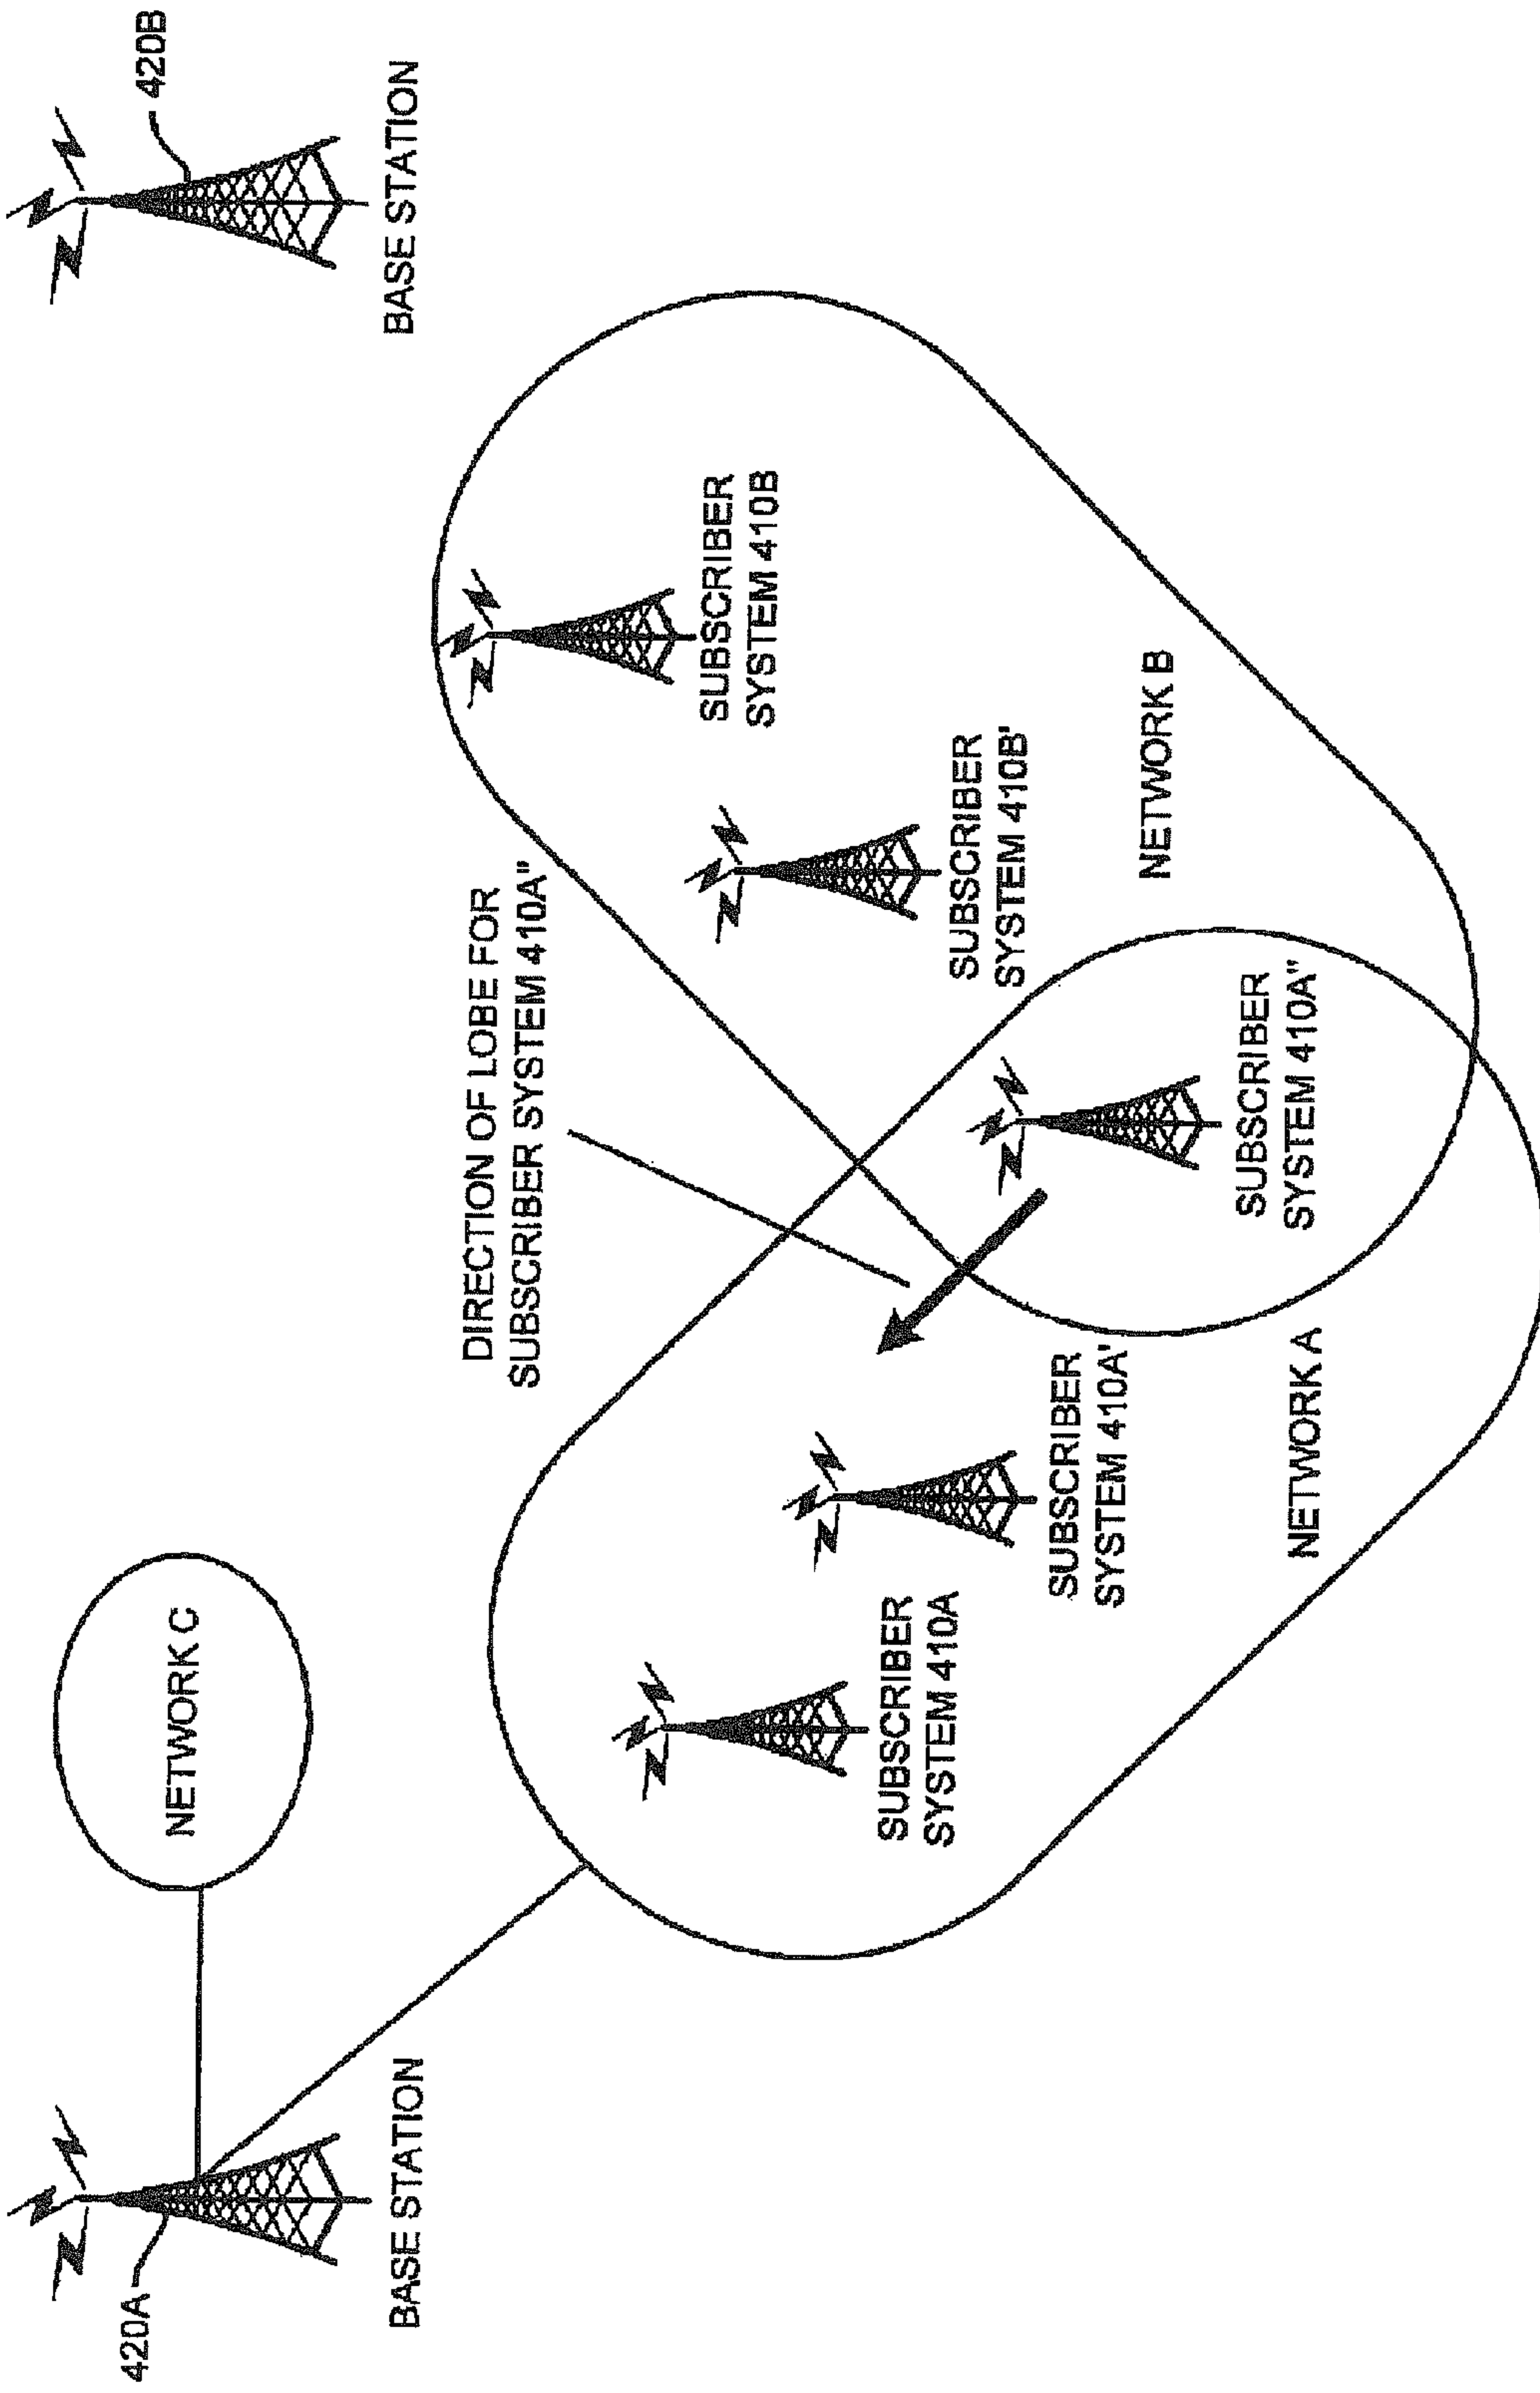 420A
BASE STATION
NETWORK C
420B
BASE STATION
DIRECTION OF LOBE FOR
SUBSCRIBER SYSTEM 410A"
SUBSCRIBER
SYSTEM 410A
SUBSCRIBER
SYSTEM 410A'
SUBSCRIBER
SYSTEM 410A"
SUBSCRIBER
SYSTEM 410B'
SUBSCRIBER
SYSTEM 410B
NETWORK A
NETWORK B